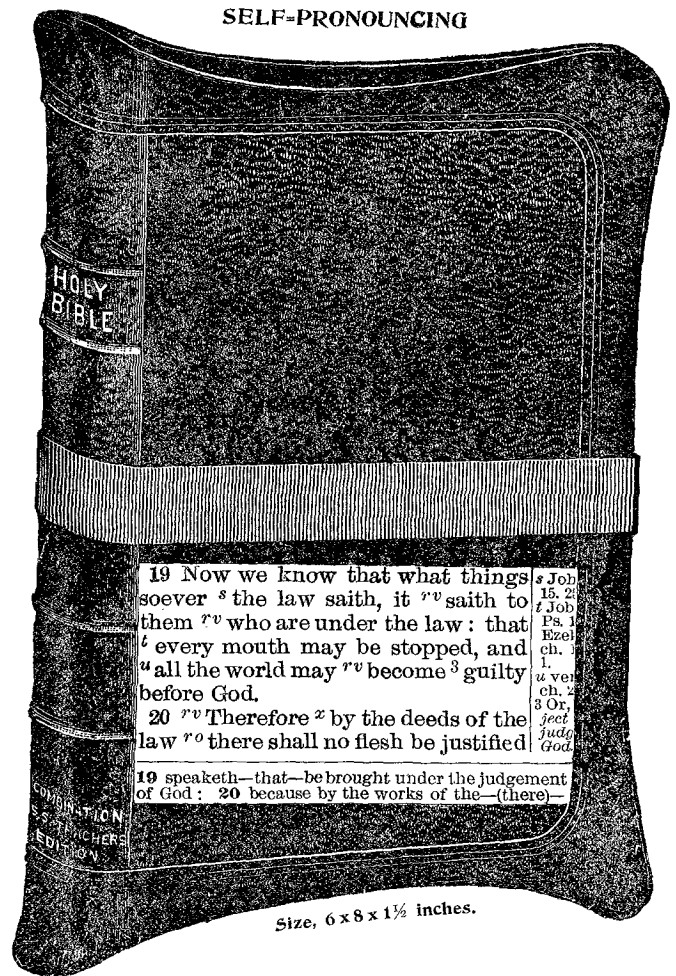 SELF=PRONOUNCING
HOLY
BIBLE
19 Now we know that what things
soever s the law saith, it rv saith to
them rv who are under the law : that
t every mouth may be stopped, and
u all the world may rv become 3 guilty
before God.
20 rv Therefore x by the deeds of the
law ro there shall no flesh be justified
s Job
15.
t Job
Ps.
Ezek
ch.
1.
u ver
ch.
3 Or,
ject
judg
God.
19 speaketh—that—be brought under the judgement
of God : 20 because by the works of the—(there)—
COMBINATION
S.S. TEACHERS
EDITION
Size, 6 x 8 x 1½ inches.